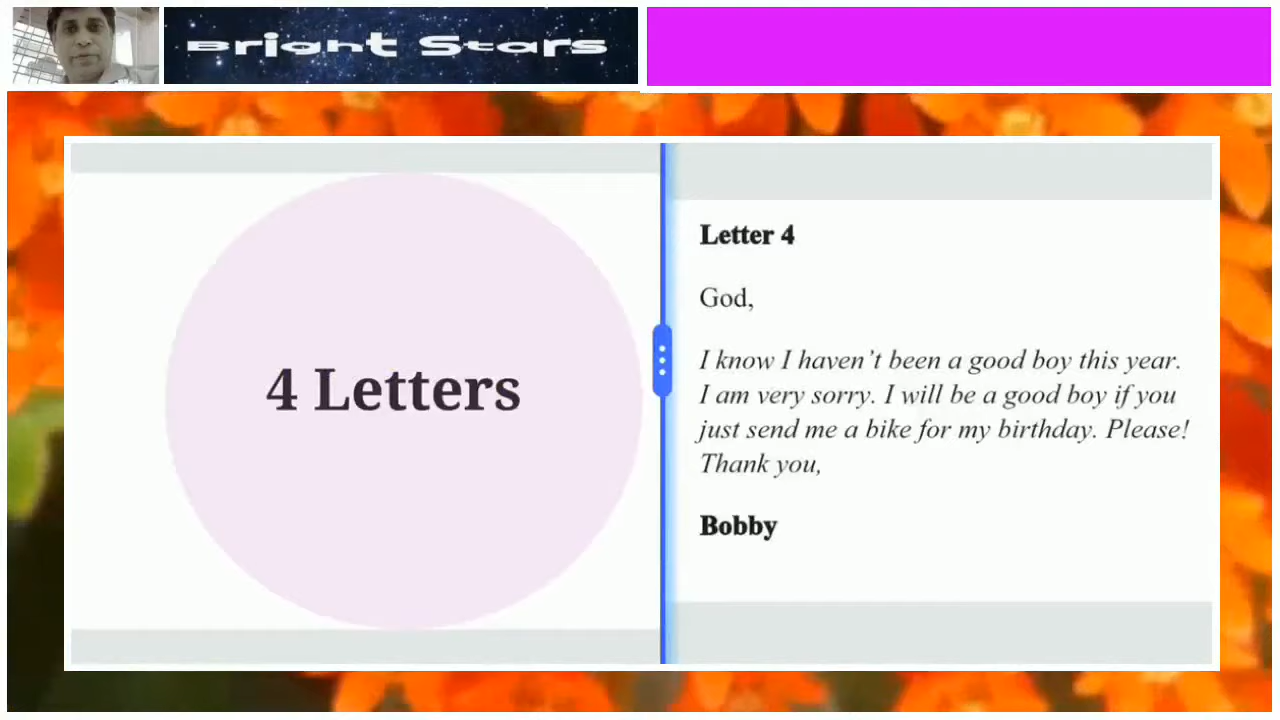 Bright Stars
4 Letters
Letter 4
God,
I know I haven't been a good boy this year.
I am very sorry. I will be a good boy if you
just send me a bike for my birthday. Please!
Thank you,
Bobby